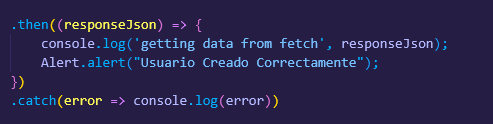 .then((responseJson) => {
    console.log('getting data from fetch', responseJson);
    Alert.alert("Usuario Creado Correctamente");
})
.catch(error => console.log(error))